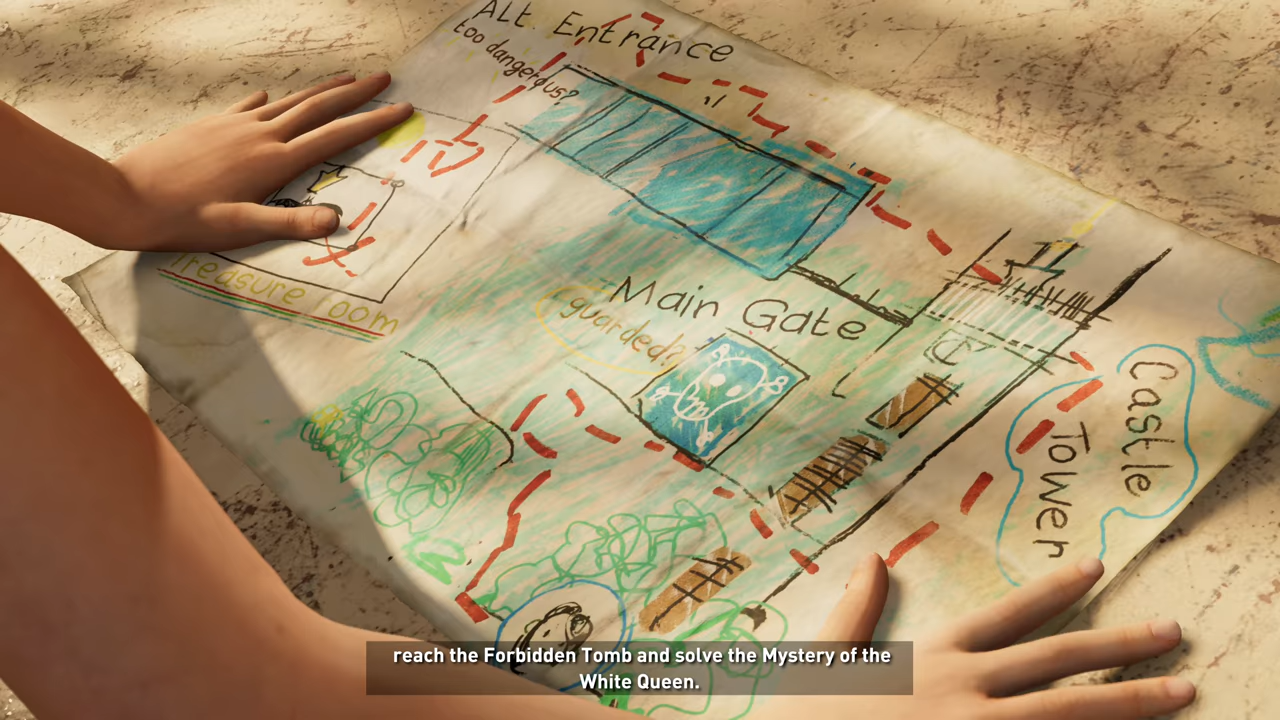 ALt. Entrance
too dangerous?
Treasure room
Main Gate
(guarded?)
Castle
Tower
reach the Forbidden Tomb and solve the Mystery of the
White Queen.